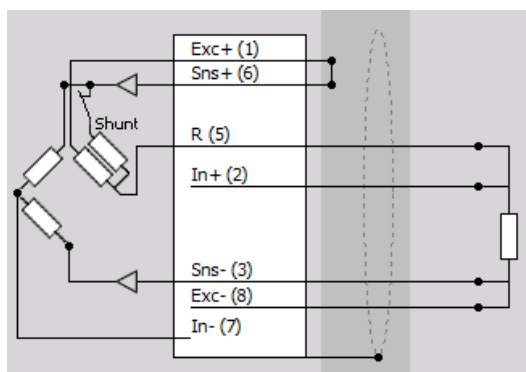 Exc+ (1)
Sns+ (6)
Shunt
R (5)
In+ (2)
Sns- (3)
Exc- (8)
In- (7)